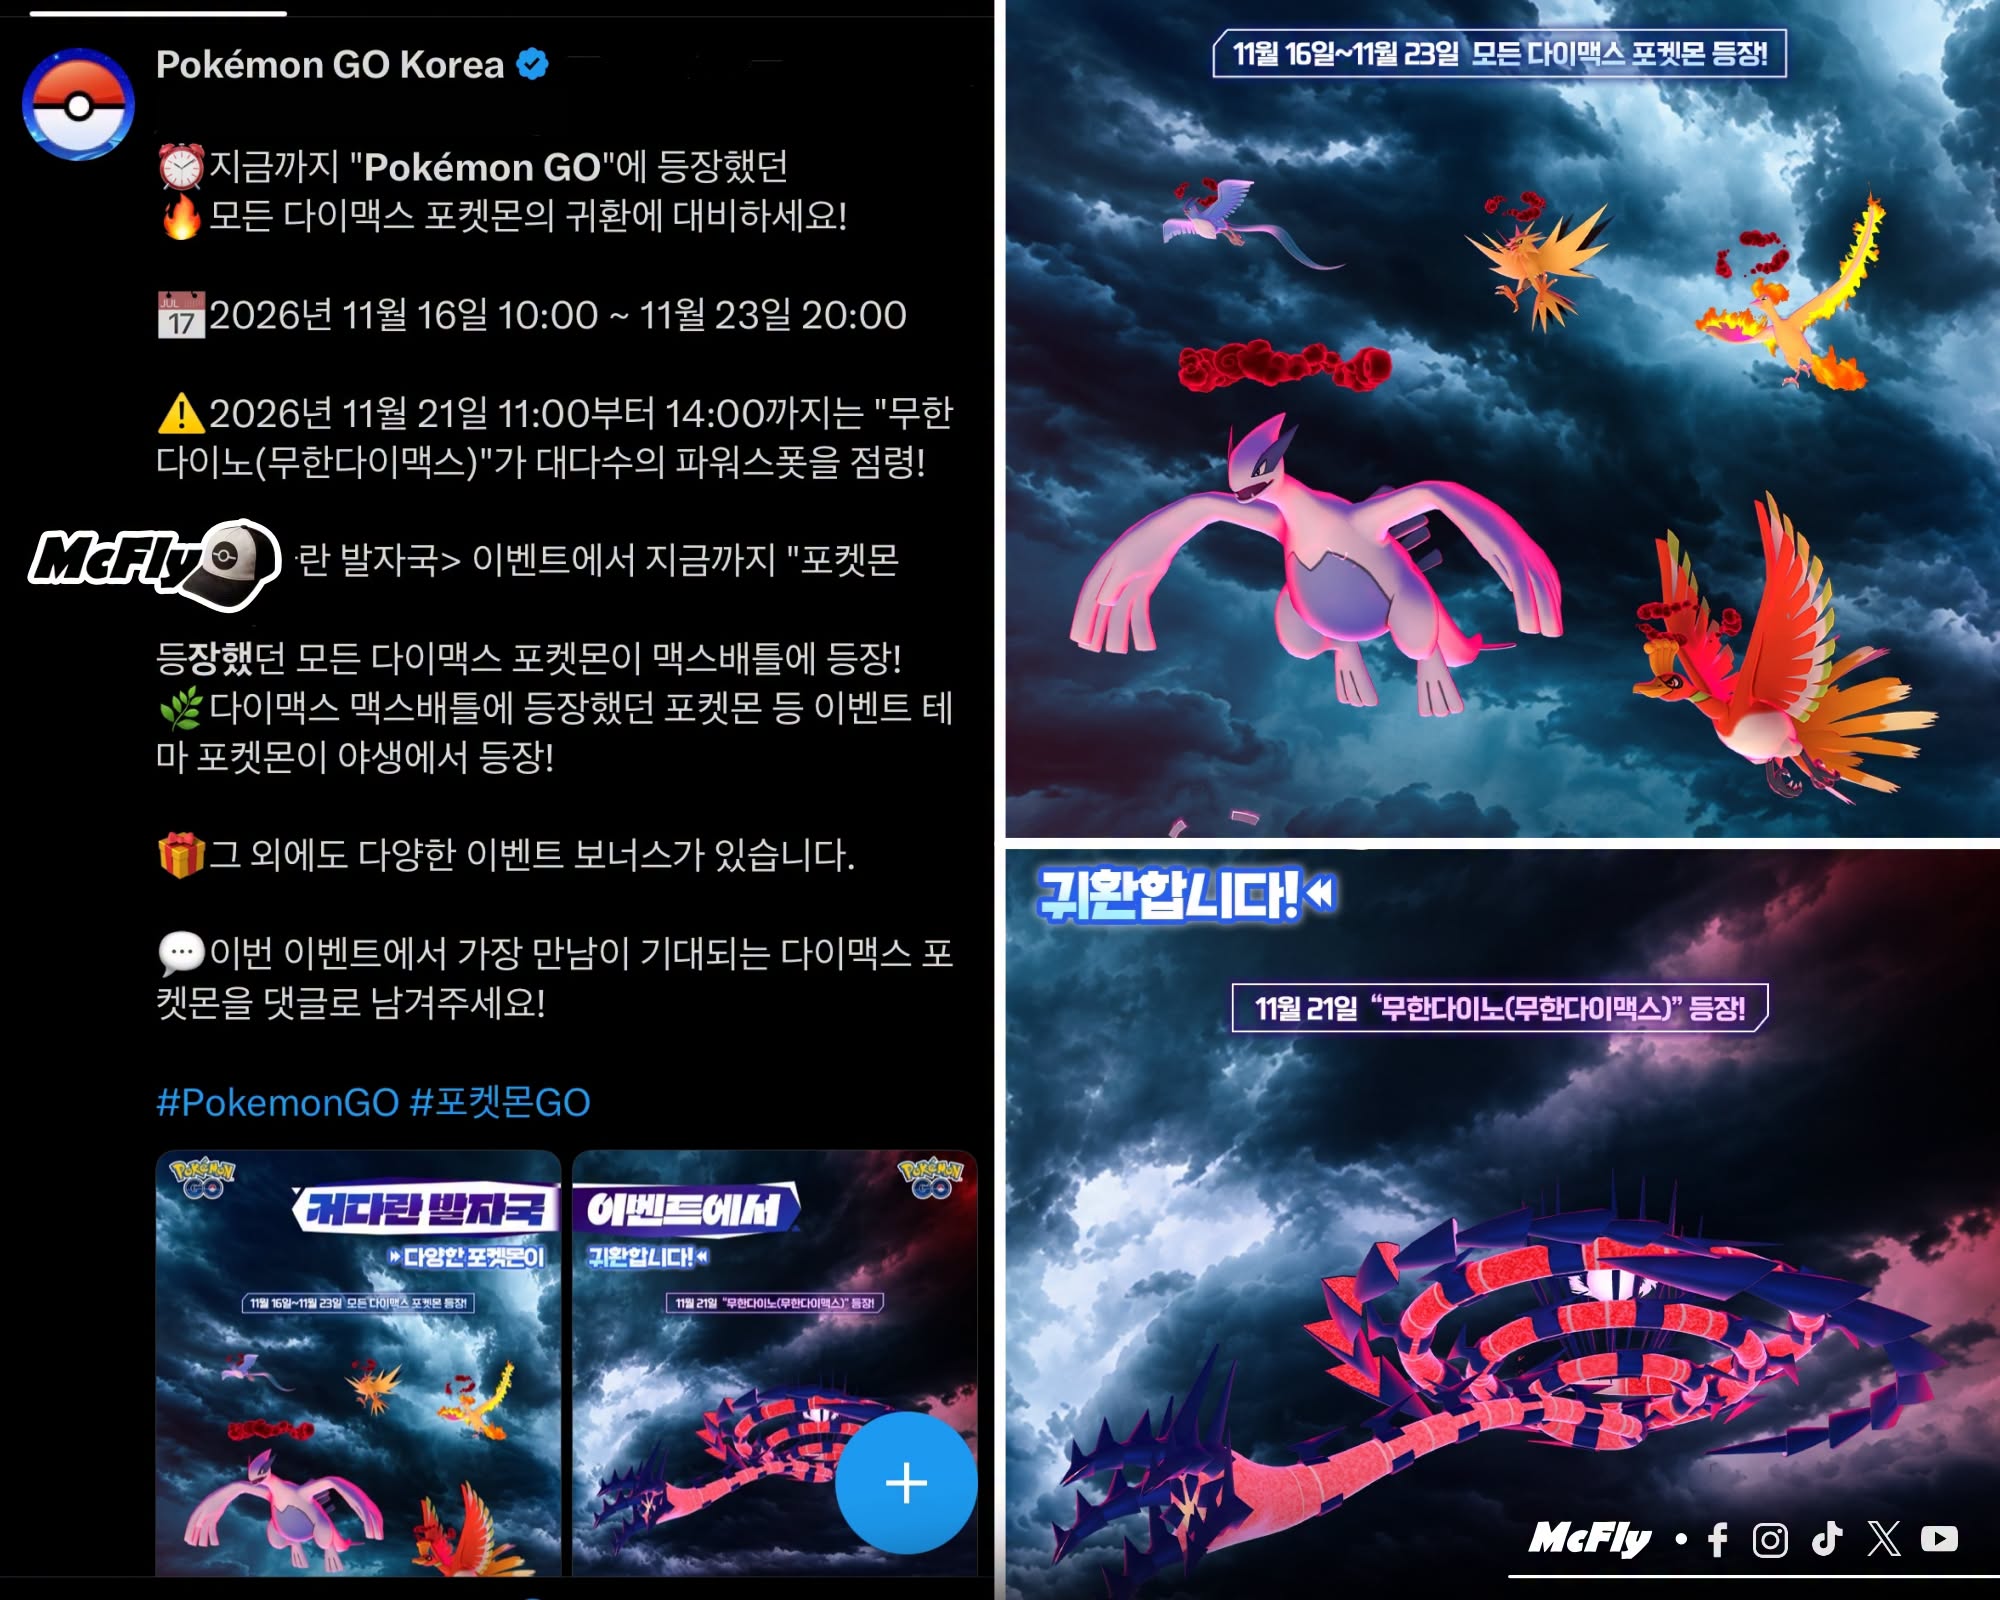 Pokémon GO Korea
지금까지 "Pokémon GO"에 등장했던
모든 다이맥스 포켓몬의 귀환에 대비하세요!
JUL
17
2026년 11월 16일 10:00 ~ 11월 23일 20:00
2026년 11월 21일 11:00부터 14:00까지는 "무한
다이노(무한다이맥스)"가 대다수의 파워스폿을 점령!
McFly
란 발자국> 이벤트에서 지금까지 "포켓몬
등장했던 모든 다이맥스 포켓몬이 맥스배틀에 등장!
다이맥스 맥스배틀에 등장했던 포켓몬 등 이벤트 테
마 포켓몬이 야생에서 등장!
그 외에도 다양한 이벤트 보너스가 있습니다.
이번 이벤트에서 가장 만남이 기대되는 다이맥스 포
켓몬을 댓글로 남겨주세요!
#PokemonGO #포켓몬GO
POKÉMON GO
거다란 발자국
다양한 포켓몬이
11월 16일~11월 23일 모든 다이맥스 포켓몬 등장!
POKÉMON GO
이벤트에서
귀환합니다!
11월 21일 "무한다이노(무한다이맥스)" 등장!
11월 16일~11월 23일 모든 다이맥스 포켓몬 등장!
귀환합니다!
11월 21일 “무한다이노(무한다이맥스)” 등장!
McFly